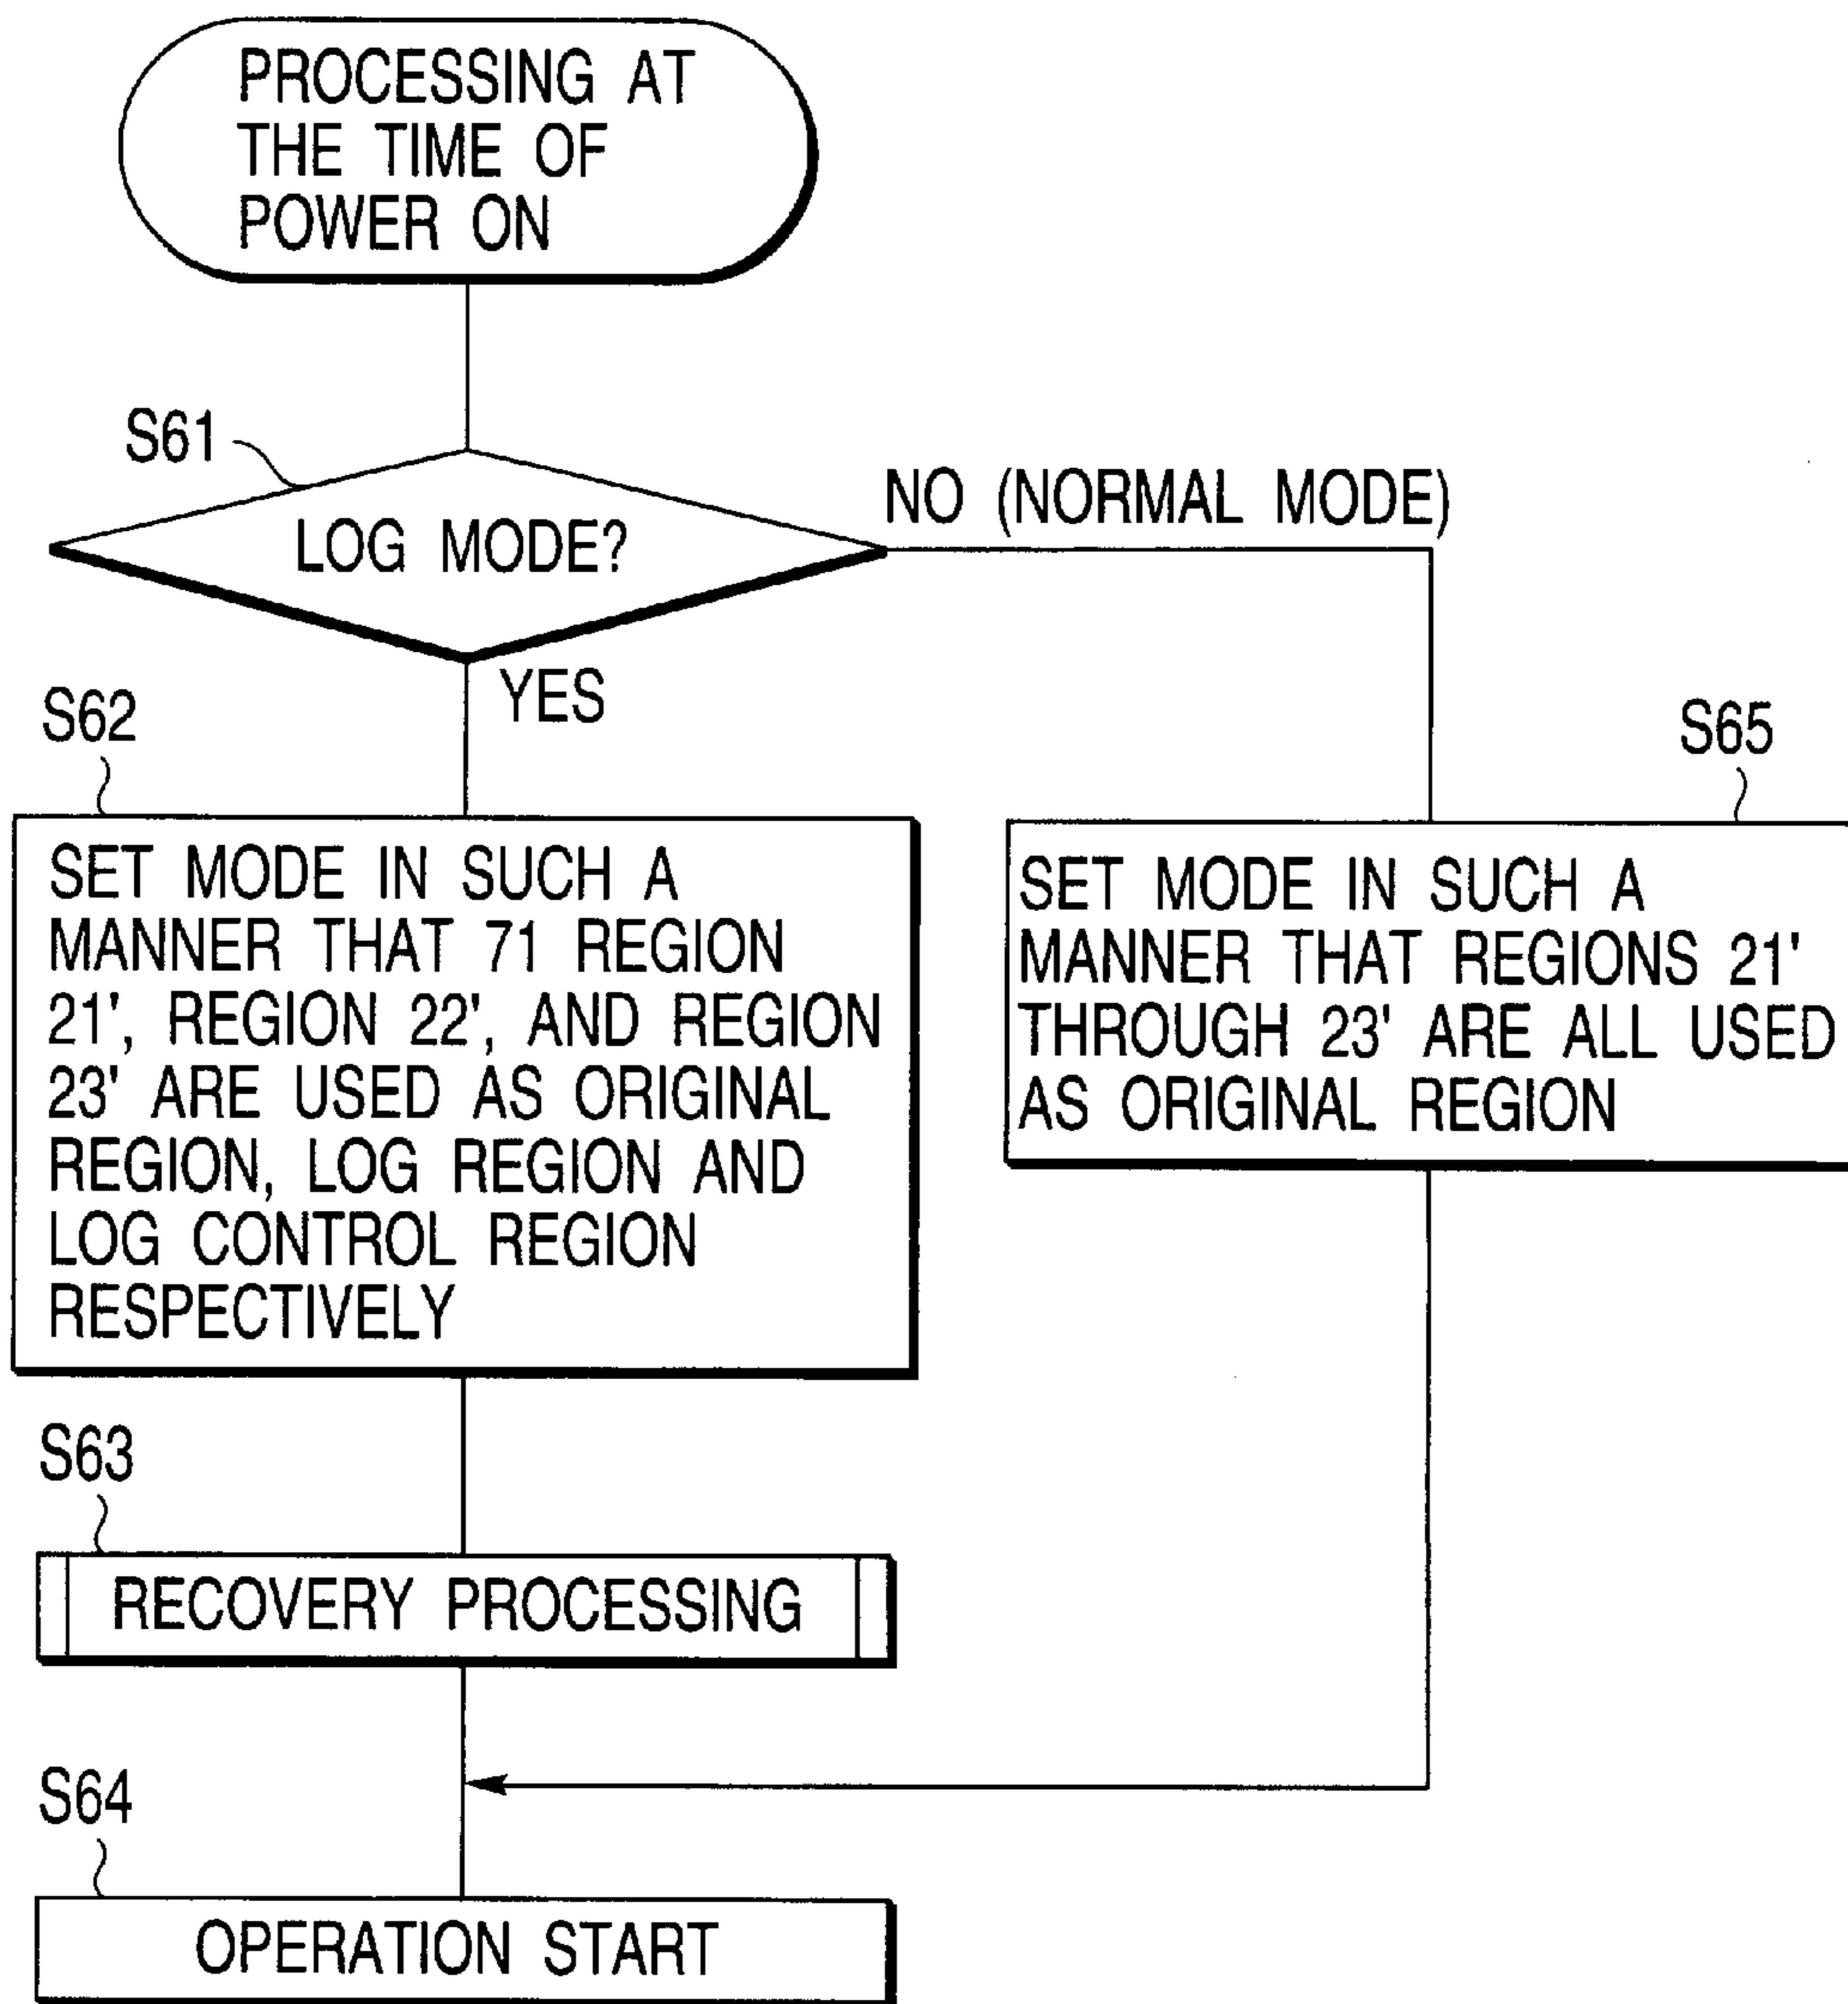 PROCESSING AT
THE TIME OF
POWER ON
S61
LOG MODE?
NO (NORMAL MODE)
YES
S62
SET MODE IN SUCH A
MANNER THAT 71 REGION
21', REGION 22', AND REGION
23' ARE USED AS ORIGINAL
REGION, LOG REGION AND
LOG CONTROL REGION
RESPECTIVELY
S65
SET MODE IN SUCH A
MANNER THAT REGIONS 21'
THROUGH 23' ARE ALL USED
AS ORIGINAL REGION
S63
RECOVERY PROCESSING
S64
OPERATION START